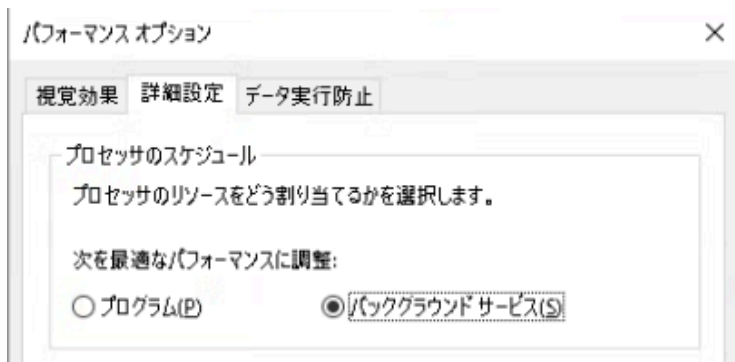 パフォーマンス オプション
視覚効果 詳細設定 データ実行防止
プロセッサのスケジュール
プロセッサのリソースをどう割り当てるかを選択します。
次を最適なパフォーマンスに調整:
プログラム(P) バックグラウンド サービス(S)